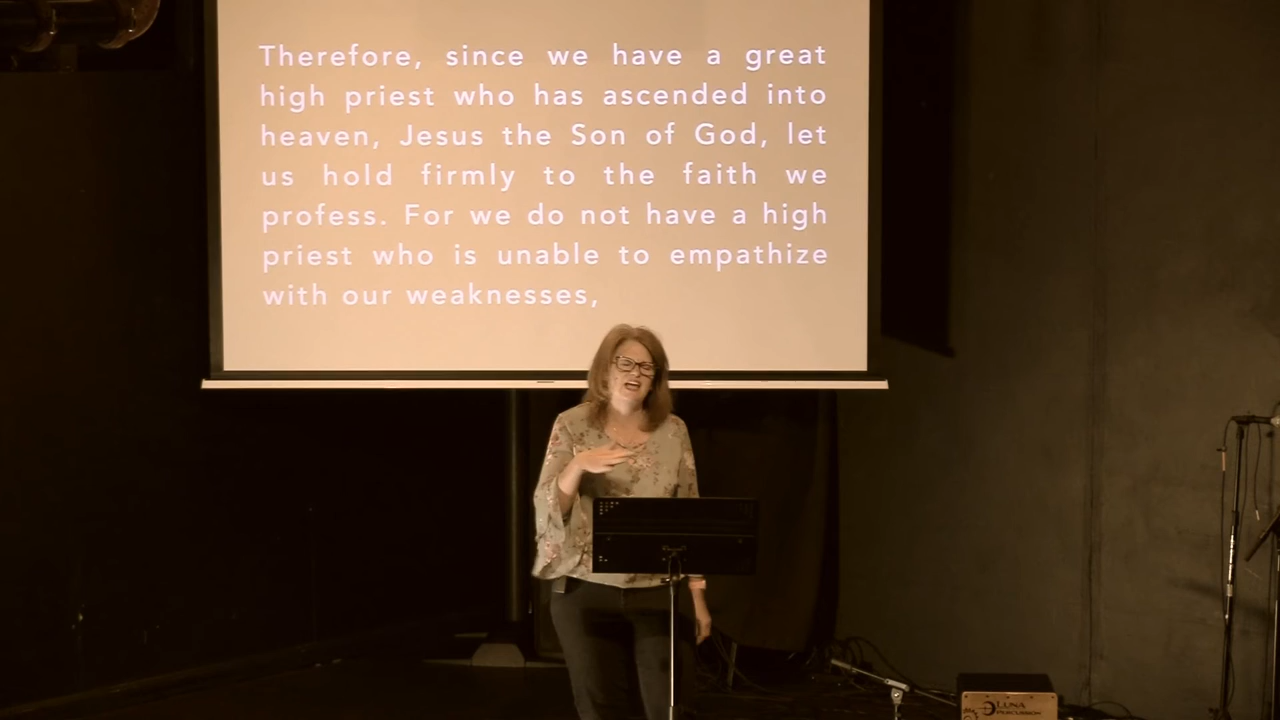 Therefore, since we have a great
high priest who has ascended into
heaven, Jesus the Son of God, let
us hold firmly to the faith we
profess. For we do not have a high
priest who is unable to empathize
with our weaknesses,
LUNA
PERCUSSION